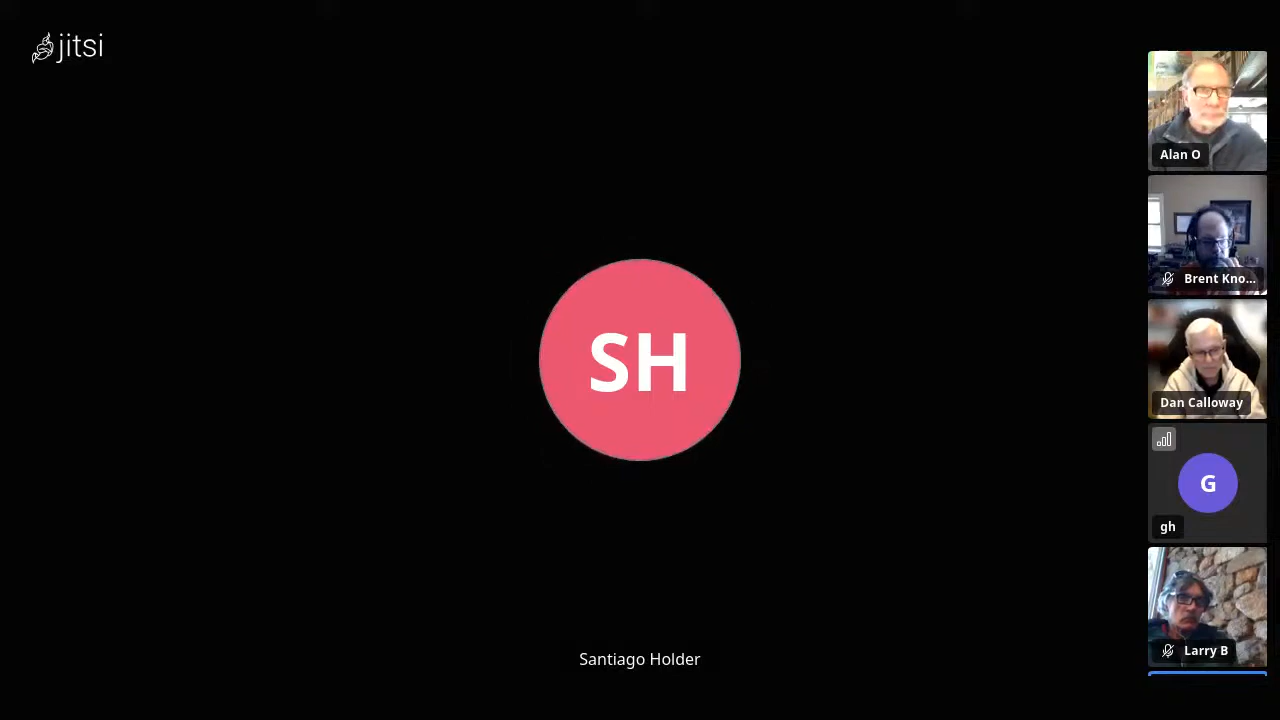 jitsi
SH
Santiago Holder
Alan O
Brent Kno...
Dan Calloway
G
gh
Larry B